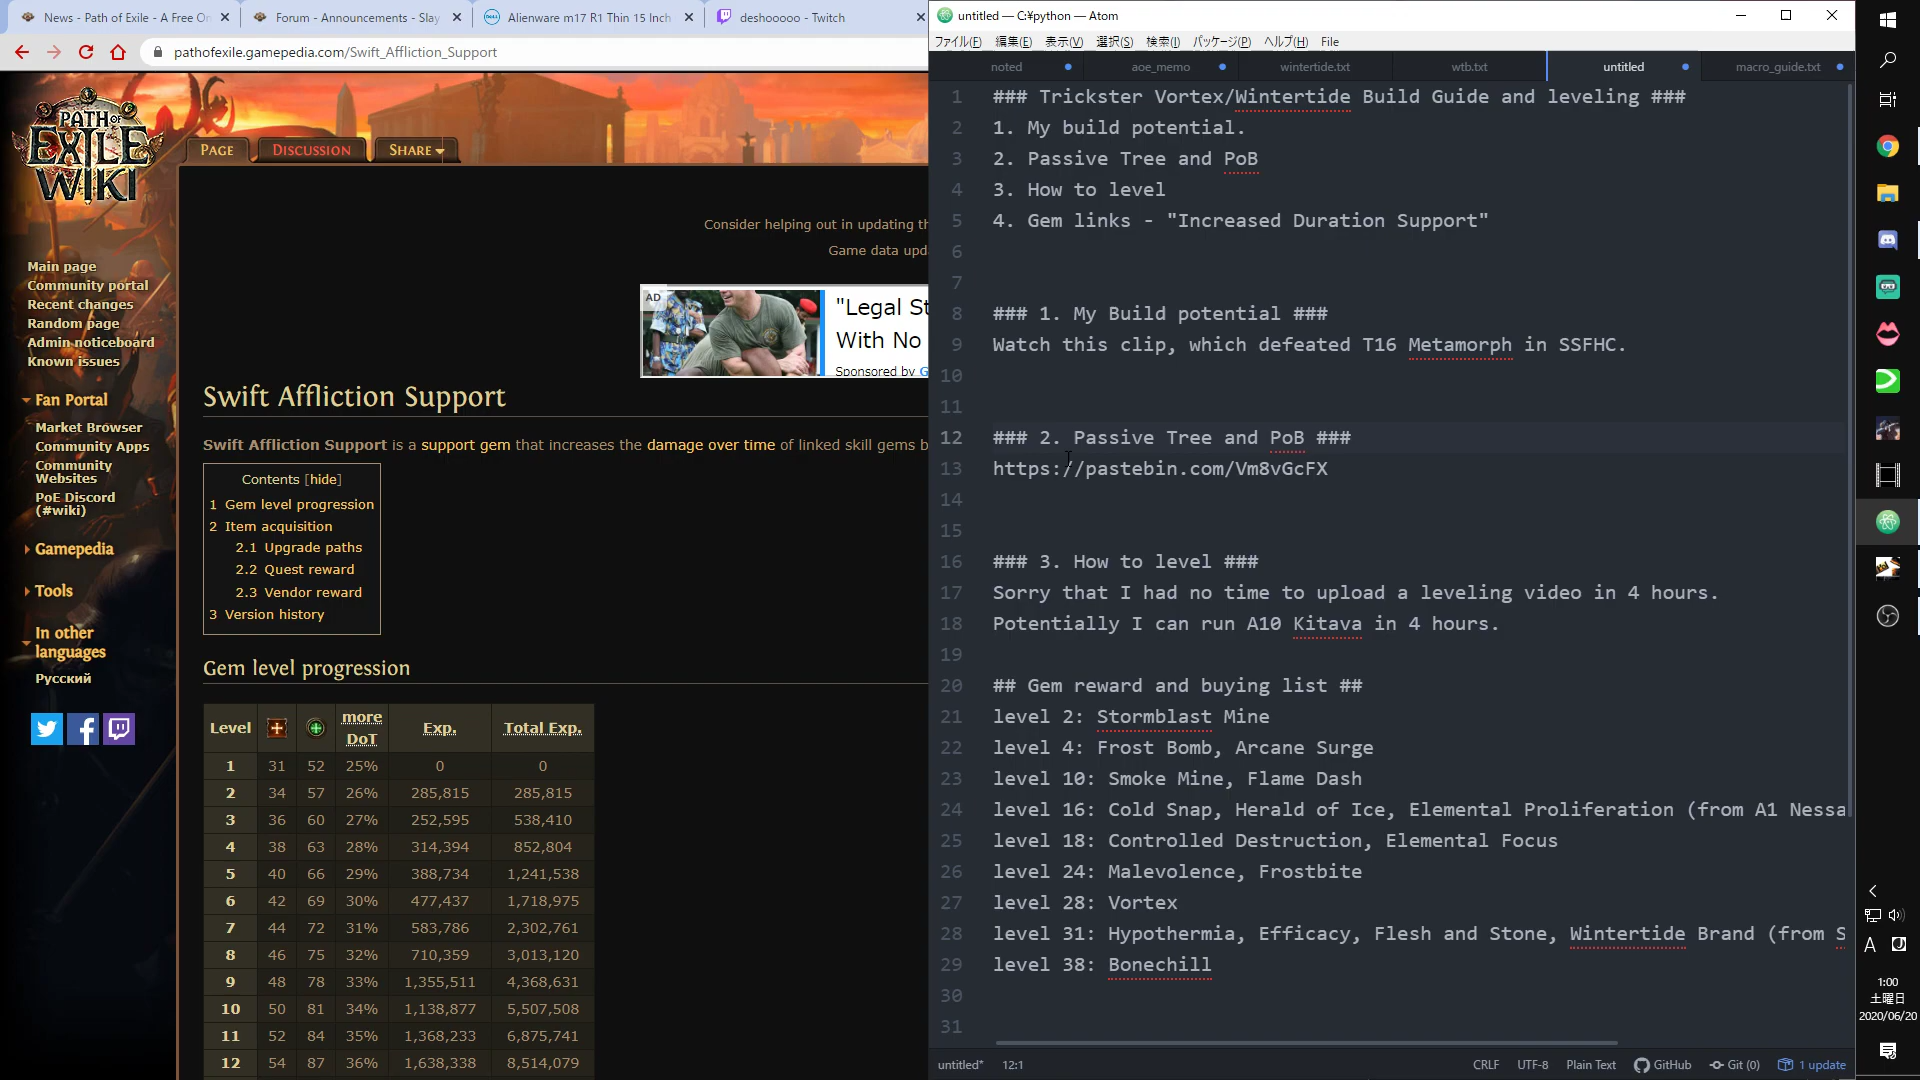 News - Path of Exile - A Free On
Forum - Announcements - Slay
Alienware m17 R1 Thin 15 Inch
deshooooo - Twitch
pathofexile.gamepedia.com/Swift_Affliction_Support
PATH OF
EXILE
WIKI
PAGE
DISCUSSION
SHARE
Main page
Community portal
Recent changes
Random page
Admin noticeboard
Known issues
Fan Portal
Market Browser
Community Apps
Community
Websites
PoE Discord
(#wiki)
Gamepedia
Tools
In other
languages
Русский
Consider helping out in updating th
Game data upda
AD
"Legal St
With No
Sponsored by G
Swift Affliction Support
Swift Affliction Support is a support gem that increases the damage over time of linked skill gems b
Contents [hide]
1 Gem level progression
2 Item acquisition
2.1 Upgrade paths
2.2 Quest reward
2.3 Vendor reward
3 Version history
Gem level progression
Level more DoT Exp. Total Exp.
1 31 52 25% 0 0
2 34 57 26% 285,815 285,815
3 36 60 27% 252,595 538,410
4 38 63 28% 314,394 852,804
5 40 66 29% 388,734 1,241,538
6 42 69 30% 477,437 1,718,975
7 44 72 31% 583,786 2,302,761
8 46 75 32% 710,359 3,013,120
9 48 78 33% 1,355,511 4,368,631
10 50 81 34% 1,138,877 5,507,508
11 52 84 35% 1,368,233 6,875,741
12 54 87 36% 1,638,338 8,514,079
untitled — C:¥python — Atom
ファイル(F) 編集(E) 表示(V) 選択(S) 検索(I) パッケージ(P) ヘルプ(H) File
noted
aoe_memo
wintertide.txt
wtb.txt
untitled
macro_guide.txt
1 ### Trickster Vortex/Wintertide Build Guide and leveling ###
2 1. My build potential.
3 2. Passive Tree and PoB
4 3. How to level
5 4. Gem links - "Increased Duration Support"
6
7
8 ### 1. My Build potential ###
9 Watch this clip, which defeated T16 Metamorph in SSFHC.
10
11
12 ### 2. Passive Tree and PoB ###
13 https://pastebin.com/Vm8vGcFX
14
15
16 ### 3. How to level ###
17 Sorry that I had no time to upload a leveling video in 4 hours.
18 Potentially I can run A10 Kitava in 4 hours.
19
20 ## Gem reward and buying list ##
21 level 2: Stormblast Mine
22 level 4: Frost Bomb, Arcane Surge
23 level 10: Smoke Mine, Flame Dash
24 level 16: Cold Snap, Herald of Ice, Elemental Proliferation (from A1 Nessa
25 level 18: Controlled Destruction, Elemental Focus
26 level 24: Malevolence, Frostbite
27 level 28: Vortex
28 level 31: Hypothermia, Efficacy, Flesh and Stone, Wintertide Brand (from S
29 level 38: Bonechill
30
31
untitled* 12:1
CRLF UTF-8 Plain Text GitHub Git (0) 1 update
A J
1:00
土曜日
2020/06/20